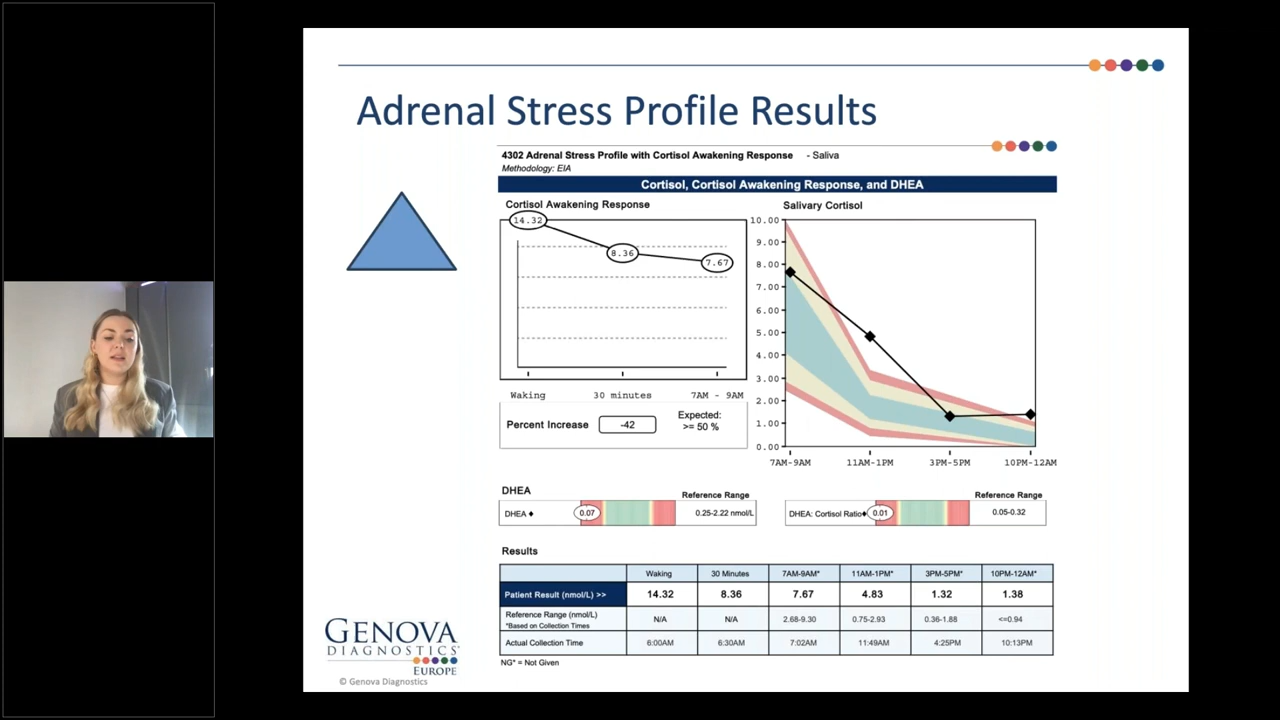 Adrenal Stress Profile Results
4302 Adrenal Stress Profile with Cortisol Awakening Response - Saliva
Methodology: EIA
Cortisol, Cortisol Awakening Response, and DHEA
Cortisol Awakening Response
14.32
8.36
7.67
Waking 30 minutes 7AM - 9AM
Percent Increase -42 Expected: >= 50 %
Salivary Cortisol
10.00
9.00
8.00
7.00
6.00
5.00
4.00
3.00
2.00
1.00
0.00
7AM-9AM 11AM-1PM 3PM-5PM 10PM-12AM
DHEA
Reference Range
DHEA ♦ 0.07 0.25-2.22 nmol/L
Reference Range
DHEA: Cortisol Ratio♦ 0.01 0.05-0.32
Results
Waking 30 Minutes 7AM-9AM* 11AM-1PM* 3PM-5PM* 10PM-12AM*
Patient Result (nmol/L) >> 14.32 8.36 7.67 4.83 1.32 1.38
Reference Range (nmol/L) N/A N/A 2.68-9.30 0.75-2.93 0.36-1.88 <=0.94
*Based on Collection Times
Actual Collection Time 6:00AM 6:30AM 7:02AM 11:49AM 4:25PM 10:13PM
NG* = Not Given
GENOVA
DIAGNOSTICS
EUROPE
© Genova Diagnostics